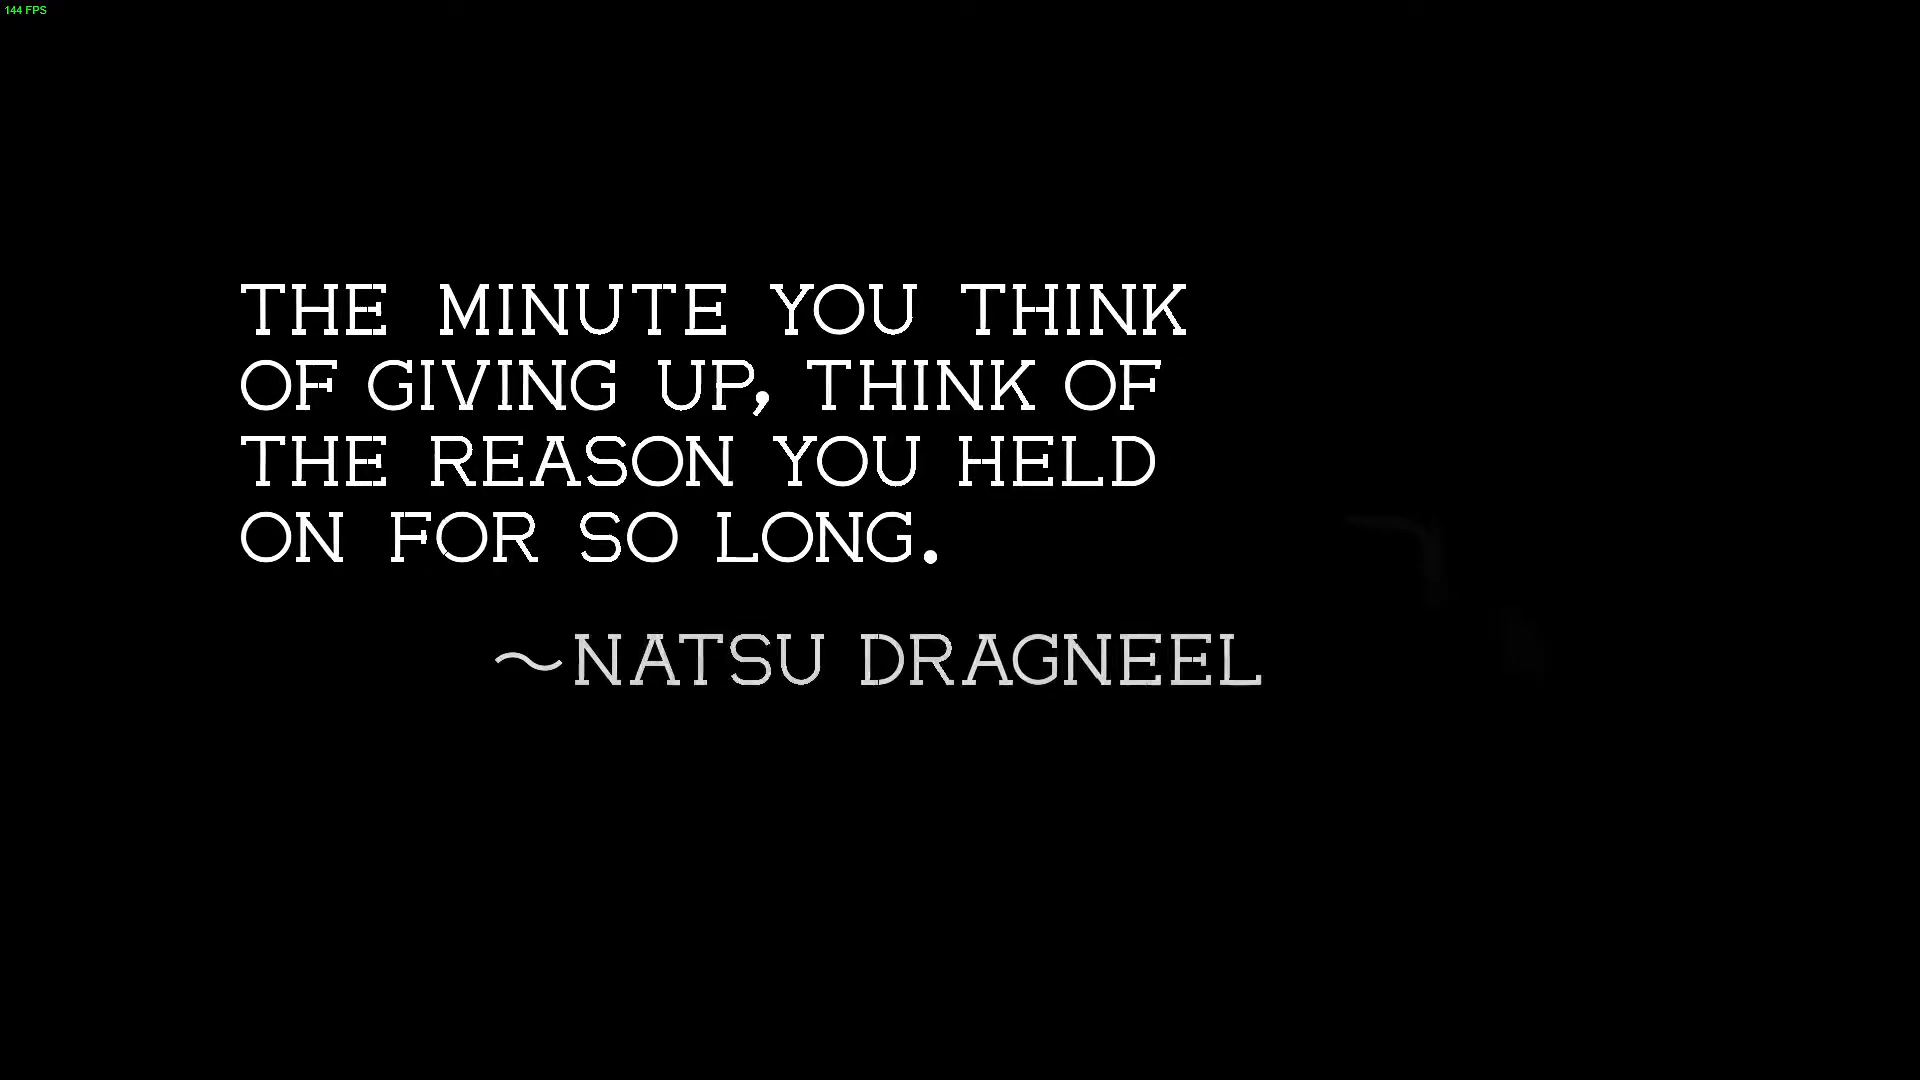 144 FPS
THE MINUTE YOU THINK
OF GIVING UP, THINK OF
THE REASON YOU HELD
ON FOR SO LONG.
~NATSU DRAGNEEL